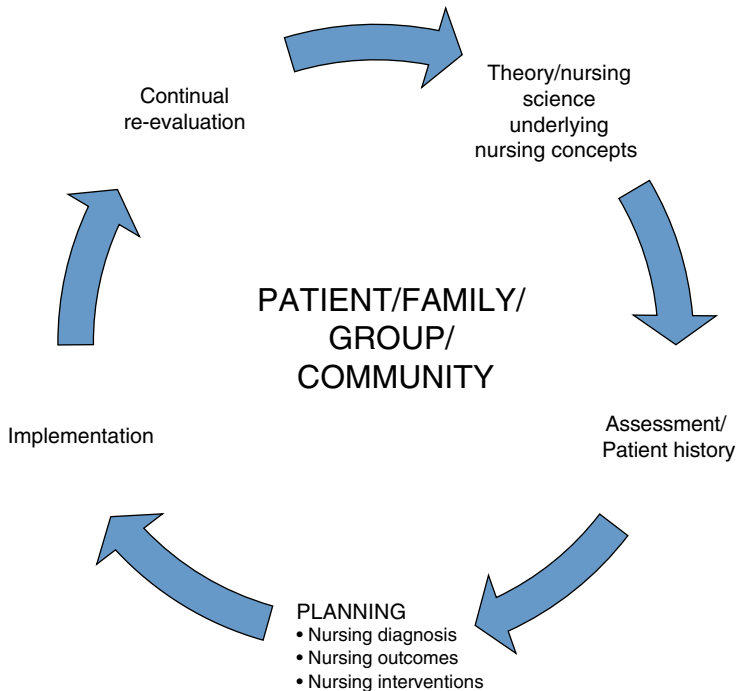 Continual
re-evaluation
Theory/nursing
science
underlying
nursing concepts
PATIENT/FAMILY/
GROUP/
COMMUNITY
Implementation
Assessment/
Patient history
PLANNING
• Nursing diagnosis
• Nursing outcomes
• Nursing interventions